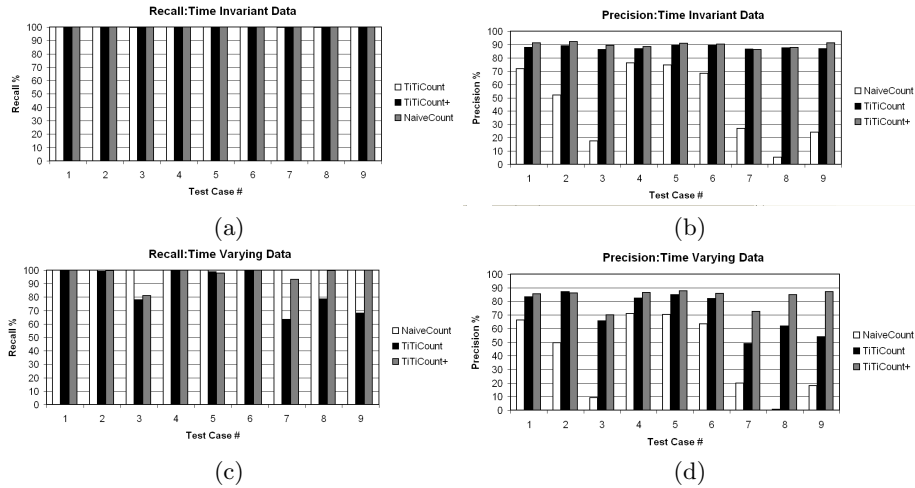 Recall:Time Invariant Data
100
90
80
70
60
50
40
30
20
10
0
Recall %
1 2 3 4 5 6 7 8 9
Test Case #
TiTiCount
TiTiCount+
NaiveCount
(a)
Precision:Time Invariant Data
100
90
80
70
60
50
40
30
20
10
0
Precision %
1 2 3 4 5 6 7 8 9
Test Case #
NaiveCount
TiTiCount
TiTiCount+
(b)
Recall:Time Varying Data
100
90
80
70
60
50
40
30
20
10
0
Recall %
1 2 3 4 5 6 7 8 9
Test Case #
NaiveCount
TiTiCount
TiTiCount+
(c)
Precision:Time Varying Data
100
90
80
70
60
50
40
30
20
10
0
Precision %
1 2 3 4 5 6 7 8 9
Test Case #
NaiveCount
TiTiCount
TiTiCount+
(d)